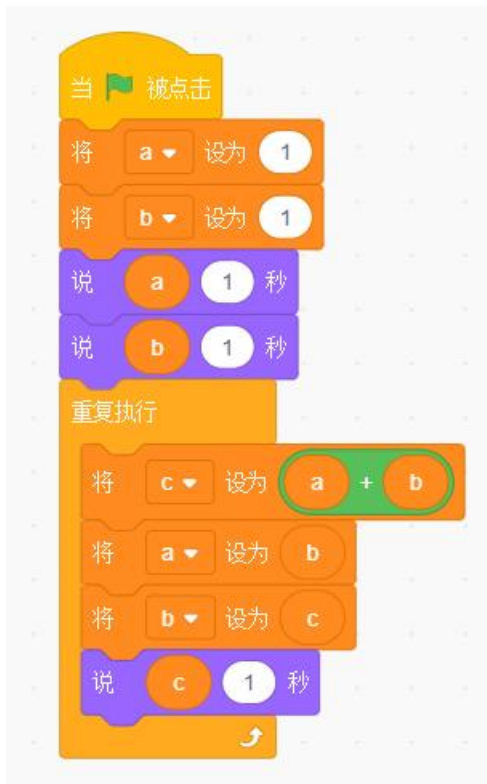 当 被点击
将 a 设为 1
将 b 设为 1
说 a 1 秒
说 b 1 秒
重复执行
将 c 设为 a + b
将 a 设为 b
将 b 设为 c
说 c 1 秒